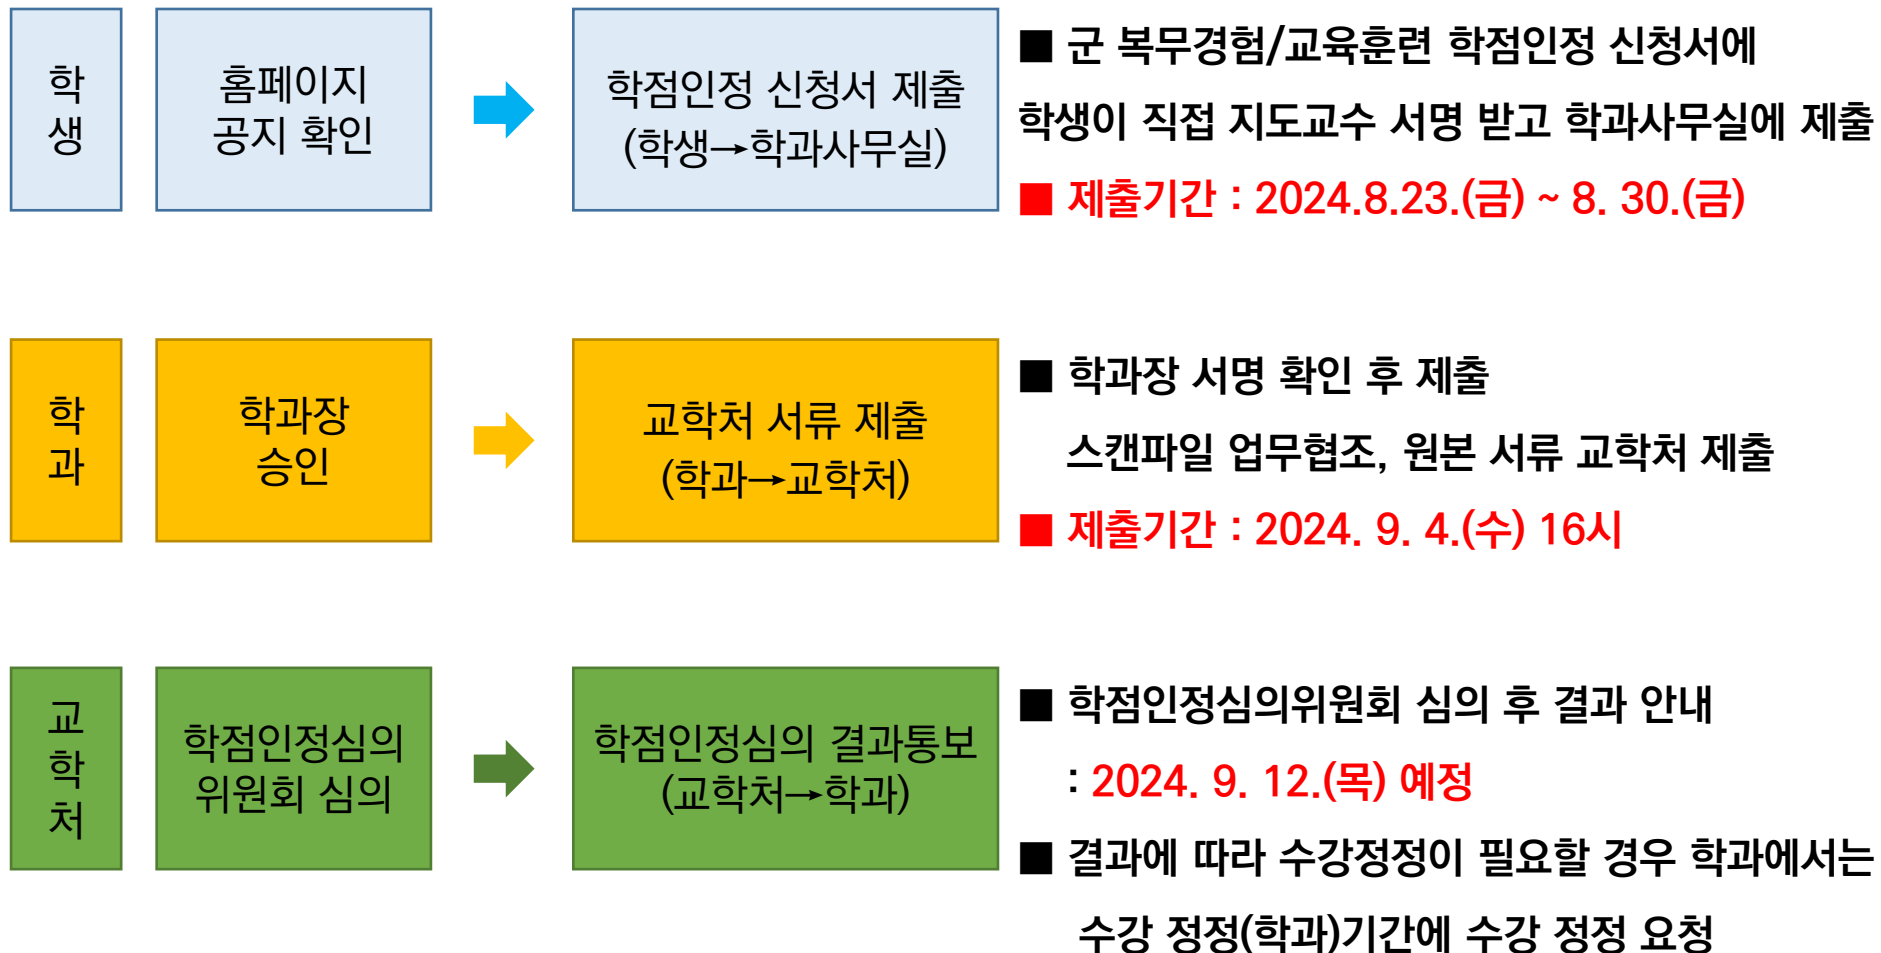 학
생
홈페이지
공지 확인
학점인정 신청서 제출
(학생→학과사무실)
■ 군 복무경험/교육훈련 학점인정 신청서에
학생이 직접 지도교수 서명 받고 학과사무실에 제출
■ 제출기간 : 2024.8.23.(금) ~ 8. 30.(금)
학
과
학과장
승인
교학처 서류 제출
(학과→교학처)
■ 학과장 서명 확인 후 제출
스캔파일 업무협조, 원본 서류 교학처 제출
■ 제출기간 : 2024. 9. 4.(수) 16시
교
학
처
학점인정심의
위원회 심의
학점인정심의 결과통보
(교학처→학과)
■ 학점인정심의위원회 심의 후 결과 안내
: 2024. 9. 12.(목) 예정
■ 결과에 따라 수강정정이 필요할 경우 학과에서는
수강 정정(학과)기간에 수강 정정 요청